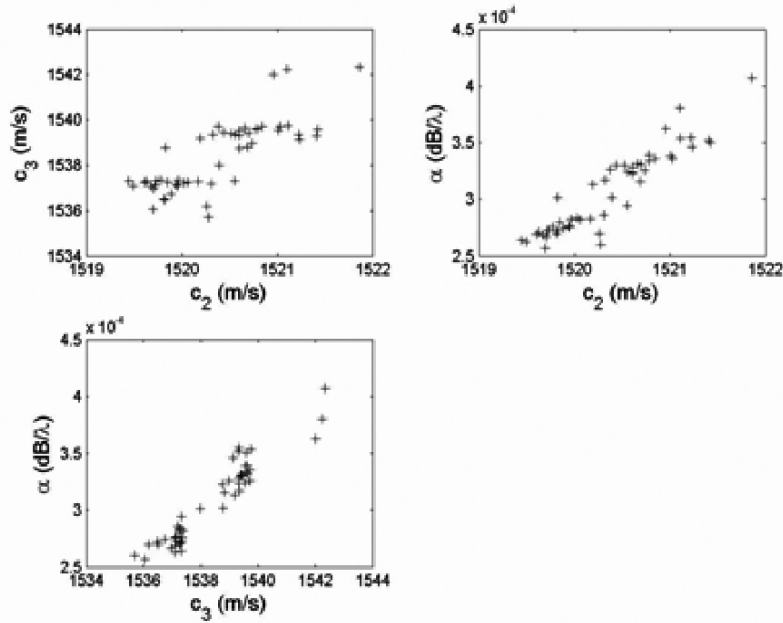 1544
1542
1540
1538
1536
1534
c3 (m/s)
1519 1520 1521 1522
c2 (m/s)
x 10-4
4.5
4
3.5
3
2.5
α (dB/λ)
1519 1520 1521 1522
c2 (m/s)
x 10-4
4.5
4
3.5
3
2.5
α (dB/λ)
1534 1536 1538 1540 1542 1544
c3 (m/s)